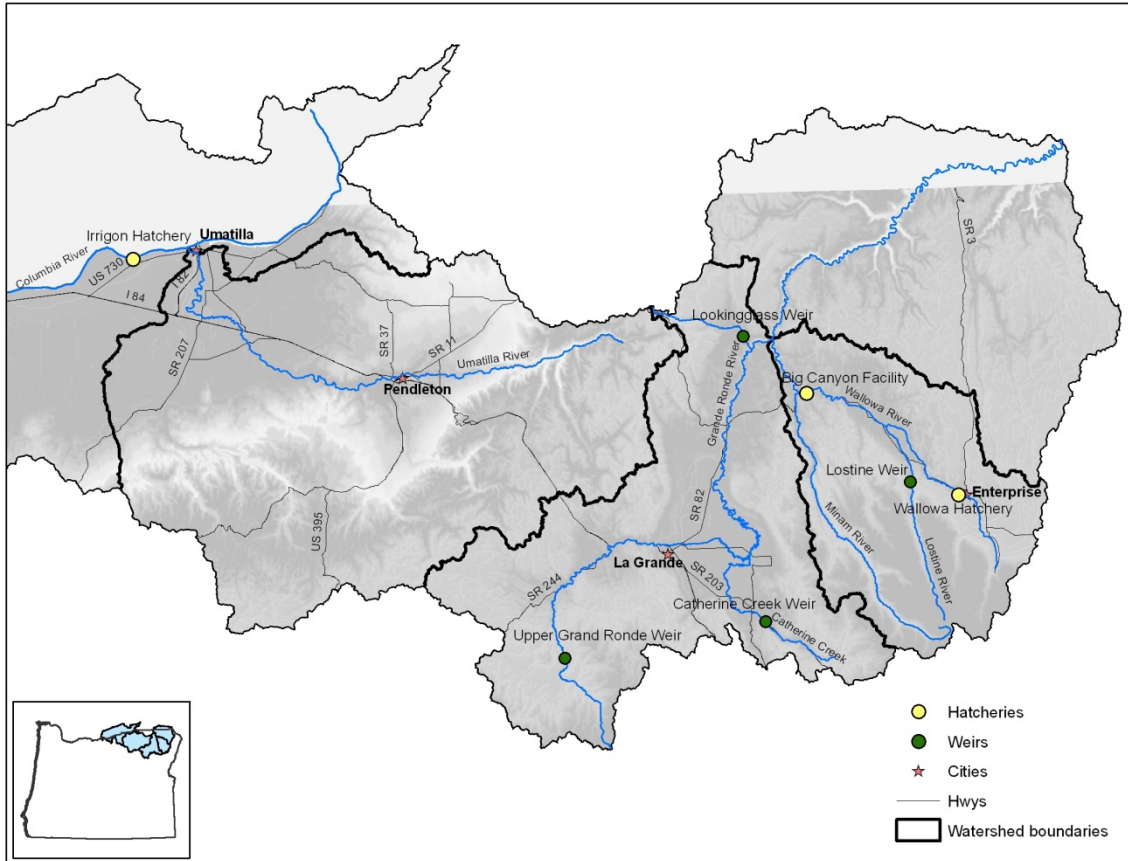 Irrigon Hatchery
Umatilla
Columbia River
US 730
I 82
I 84
SR 207
SR 37
SR 11
Umatilla River
Pendleton
US 395
SR 3
Lookingglass Weir
Grande Ronde River
Big Canyon Facility
Wallowa River
Lostine Weir
Enterprise
Wallowa Hatchery
SR 82
Minam River
Lostine River
La Grande
SR 244
SR 203
Catherine Creek Weir
Catherine Creek
Upper Grand Ronde Weir
Hatcheries
Weirs
Cities
Hwys
Watershed boundaries